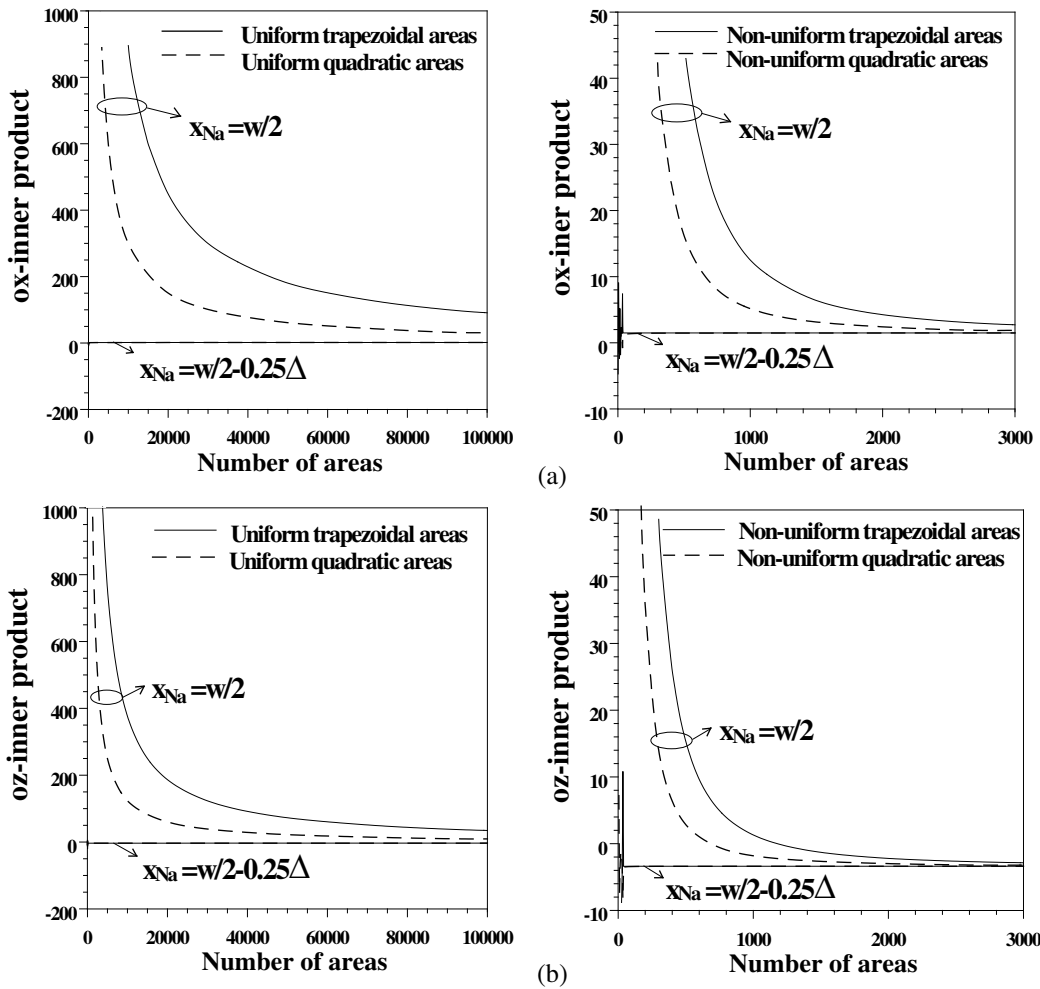 1000
800
600
400
200
0
-200
ox-inner product
Uniform trapezoidal areas
Uniform quadratic areas
xNa=w/2
xNa=w/2-0.25Δ
0 20000 40000 60000 80000 100000
Number of areas
50
40
30
20
10
0
-10
ox-iner product
Non-uniform trapezoidal areas
Non-uniform quadratic areas
xNa=w/2
xNa=w/2-0.25Δ
0 1000 2000 3000
Number of areas
(a)
1000
800
600
400
200
0
-200
oz-inner product
Uniform trapezoidal areas
Uniform quadratic areas
xNa=w/2
xNa=w/2-0.25Δ
0 20000 40000 60000 80000 100000
Number of areas
50
40
30
20
10
0
-10
oz-inner product
Non-uniform trapezoidal areas
Non-uniform quadratic areas
xNa=w/2
xNa=w/2-0.25Δ
0 1000 2000 3000
Number of areas
(b)